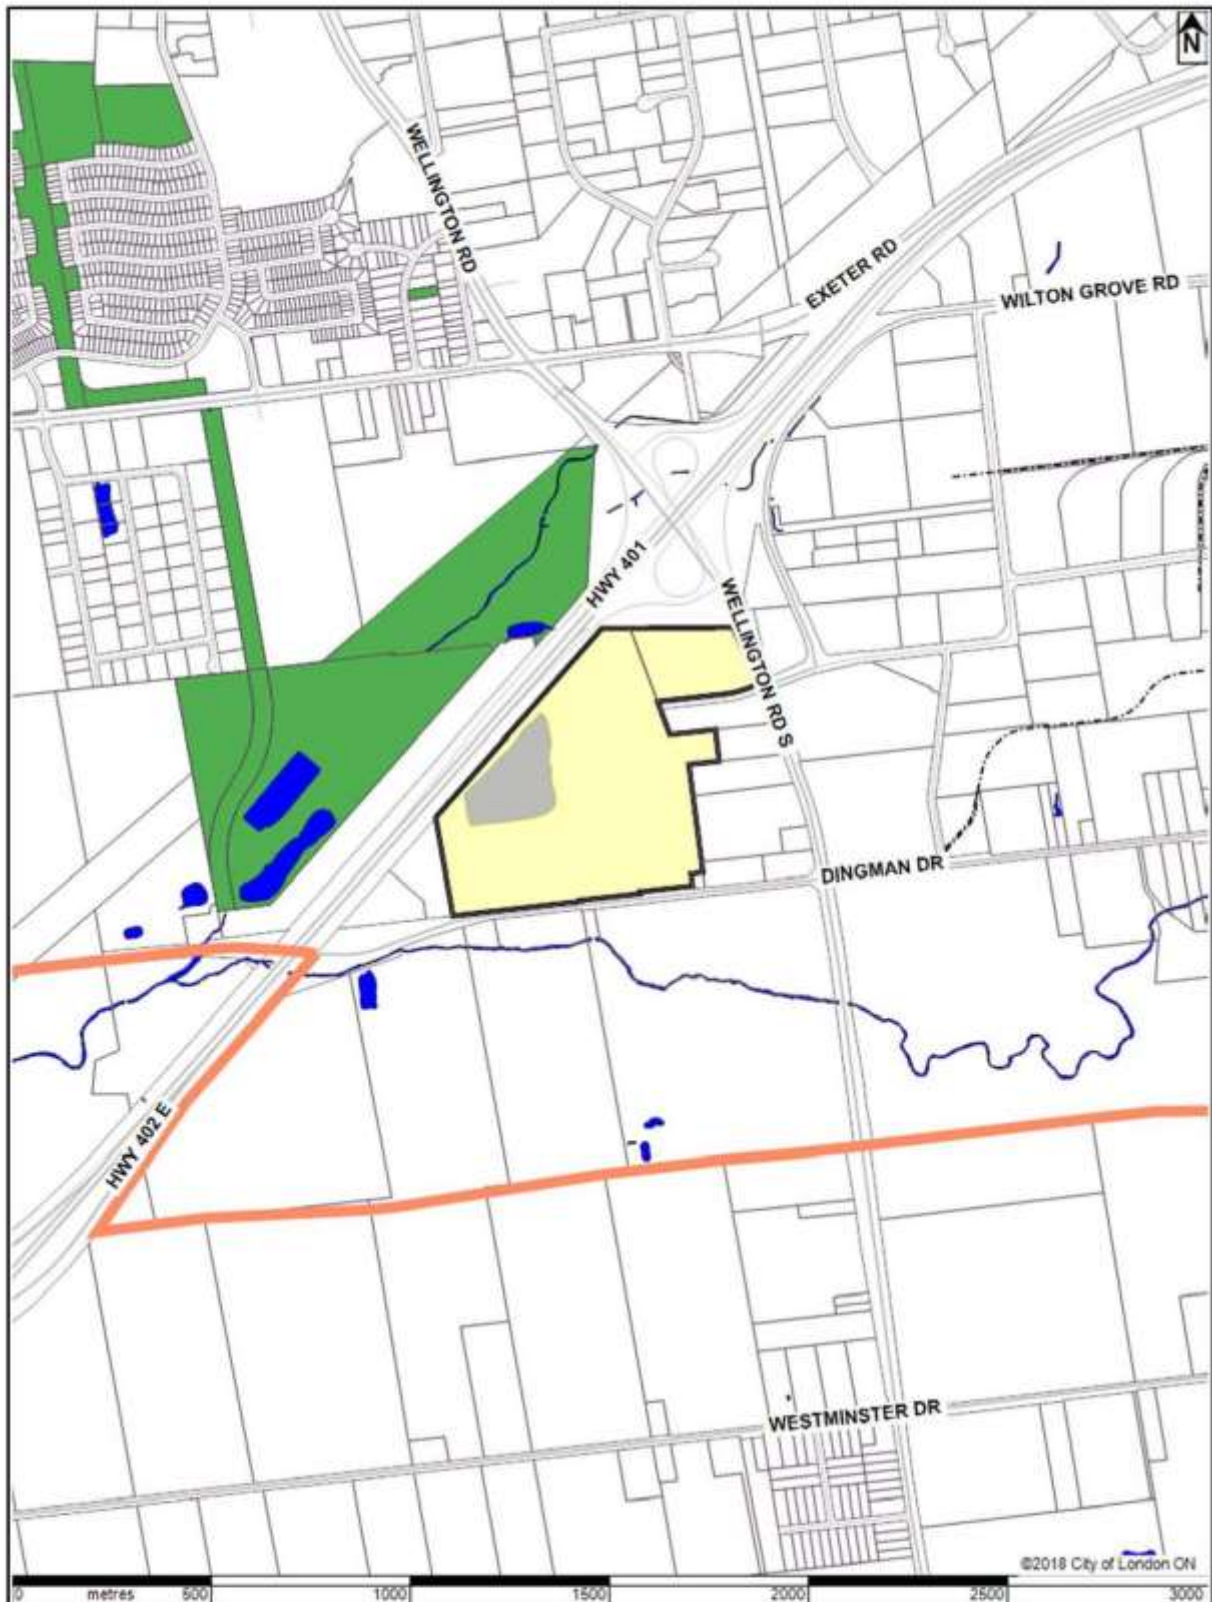 N
WELLINGTON RD
EXETER RD
WILTON GROVE RD
HWY 401
WELLINGTON RD S
DINGMAN DR
HWY 402 E
WESTMINSTER DR
©2018 City of London ON
0 metres 500 1000 1500 2000 2500 3000